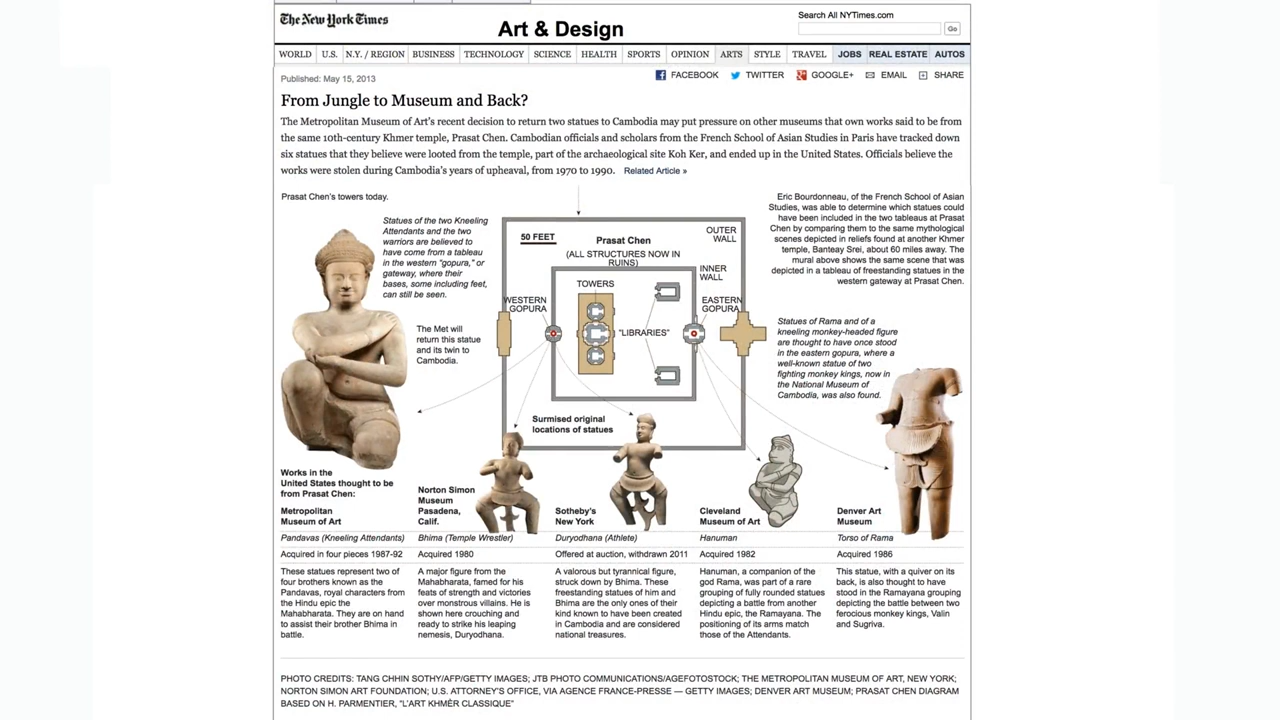 The New York Times
Art & Design
Search All NYTimes.com
Go
WORLD U.S. N.Y. / REGION BUSINESS TECHNOLOGY SCIENCE HEALTH SPORTS OPINION ARTS STYLE TRAVEL JOBS REAL ESTATE AUTOS
Published: May 15, 2013
FACEBOOK TWITTER GOOGLE+ EMAIL SHARE
From Jungle to Museum and Back?
The Metropolitan Museum of Art's recent decision to return two statues to Cambodia may put pressure on other museums that own works said to be from
the same 10th-century Khmer temple, Prasat Chen. Cambodian officials and scholars from the French School of Asian Studies in Paris have tracked down
six statues that they believe were looted from the temple, part of the archaeological site Koh Ker, and ended up in the United States. Officials believe the
works were stolen during Cambodia's years of upheaval, from 1970 to 1990. Related Article »
Prasat Chen's towers today.
Statues of the two Kneeling
Attendants and the two
warriors are believed to
have come from a tableau
in the western "gopura," or
gateway, where their
bases, some including feet,
can still be seen.
The Met will
return this statue
and its twin to
Cambodia.
50 FEET
Prasat Chen
(ALL STRUCTURES NOW IN
RUINS)
OUTER
WALL
INNER
WALL
TOWERS
WESTERN
GOPURA
EASTERN
GOPURA
"LIBRARIES"
Surmised original
locations of statues
Eric Bourdonneau, of the French School of Asian
Studies, was able to determine which statues could
have been included in the two tableaus at Prasat
Chen by comparing them to the same mythological
scenes depicted in reliefs found at another Khmer
temple, Banteay Srei, about 60 miles away. The
mural above shows the same scene that was
depicted in a tableau of freestanding statues in the
western gateway at Prasat Chen.
Statues of Rama and of a
kneeling monkey-headed figure
are thought to have once stood
in the eastern gopura, where a
well-known statue of two
fighting monkey kings, now in
the National Museum of
Cambodia, was also found.
Works in the
United States thought to be
from Prasat Chen:
Metropolitan
Museum of Art
Pandavas (Kneeling Attendants)
Acquired in four pieces 1987-92
These statues represent two of
four brothers known as the
Pandavas, royal characters from
the Hindu epic the
Mahabharata. They are on hand
to assist their brother Bhima in
battle.
Norton Simon
Museum
Pasadena,
Calif.
Bhima (Temple Wrestler)
Acquired 1980
A major figure from the
Mahabharata, famed for his
feats of strength and victories
over monstrous villains. He is
shown here crouching and
ready to strike his leaping
nemesis, Duryodhana.
Sotheby's
New York
Duryodhana (Athlete)
Offered at auction, withdrawn 2011
A valorous but tyrannical figure,
struck down by Bhima. These
freestanding statues of him and
Bhima are the only ones of their
kind known to have been created
in Cambodia and are considered
national treasures.
Cleveland
Museum of Art
Hanuman
Acquired 1982
Hanuman, a companion of the
god Rama, was part of a rare
grouping of fully rounded statues
depicting a battle from another
Hindu epic, the Ramayana. The
positioning of its arms match
those of the Attendants.
Denver Art
Museum
Torso of Rama
Acquired 1986
This statue, with a quiver on its
back, is also thought to have
stood in the Ramayana grouping
depicting the battle between two
ferocious monkey kings, Valin
and Sugriva.
PHOTO CREDITS: TANG CHHIN SOTHY/AFP/GETTY IMAGES; JTB PHOTO COMMUNICATIONS/AGEFOTOSTOCK; THE METROPOLITAN MUSEUM OF ART, NEW YORK;
NORTON SIMON ART FOUNDATION; U.S. ATTORNEY'S OFFICE, VIA AGENCE FRANCE-PRESSE — GETTY IMAGES; DENVER ART MUSEUM; PRASAT CHEN DIAGRAM
BASED ON H. PARMENTIER, "L'ART KHMÈR CLASSIQUE"